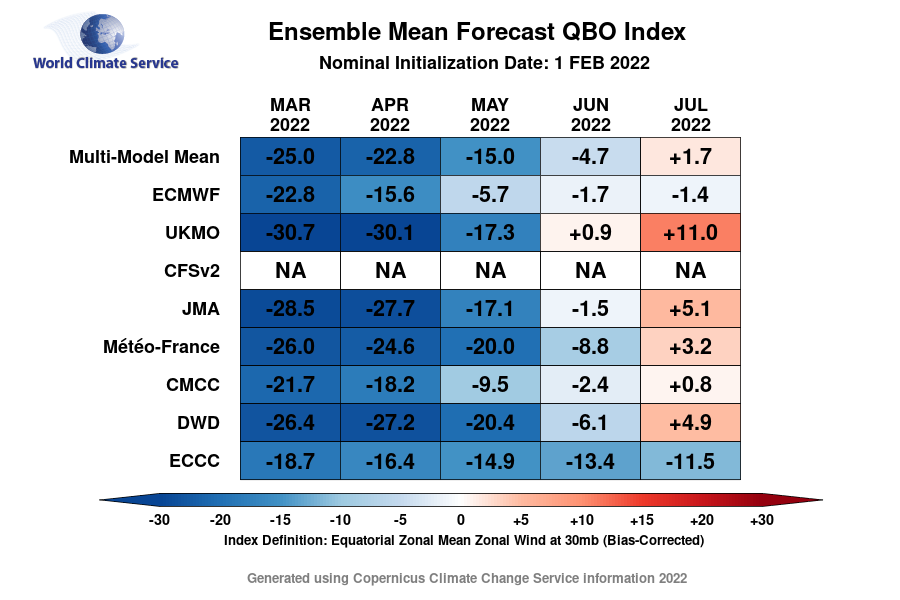 World Climate Service
Ensemble Mean Forecast QBO Index
Nominal Initialization Date: 1 FEB 2022
MAR APR MAY JUN JUL
2022 2022 2022 2022 2022
Multi-Model Mean -25.0 -22.8 -15.0 -4.7 +1.7
ECMWF -22.8 -15.6 -5.7 -1.7 -1.4
UKMO -30.7 -30.1 -17.3 +0.9 +11.0
CFSv2 NA NA NA NA NA
JMA -28.5 -27.7 -17.1 -1.5 +5.1
Météo-France -26.0 -24.6 -20.0 -8.8 +3.2
CMCC -21.7 -18.2 -9.5 -2.4 +0.8
DWD -26.4 -27.2 -20.4 -6.1 +4.9
ECCC -18.7 -16.4 -14.9 -13.4 -11.5
-30 -20 -15 -10 -5 0 +5 +10 +15 +20 +30
Index Definition: Equatorial Zonal Mean Zonal Wind at 30mb (Bias-Corrected)
Generated using Copernicus Climate Change Service information 2022